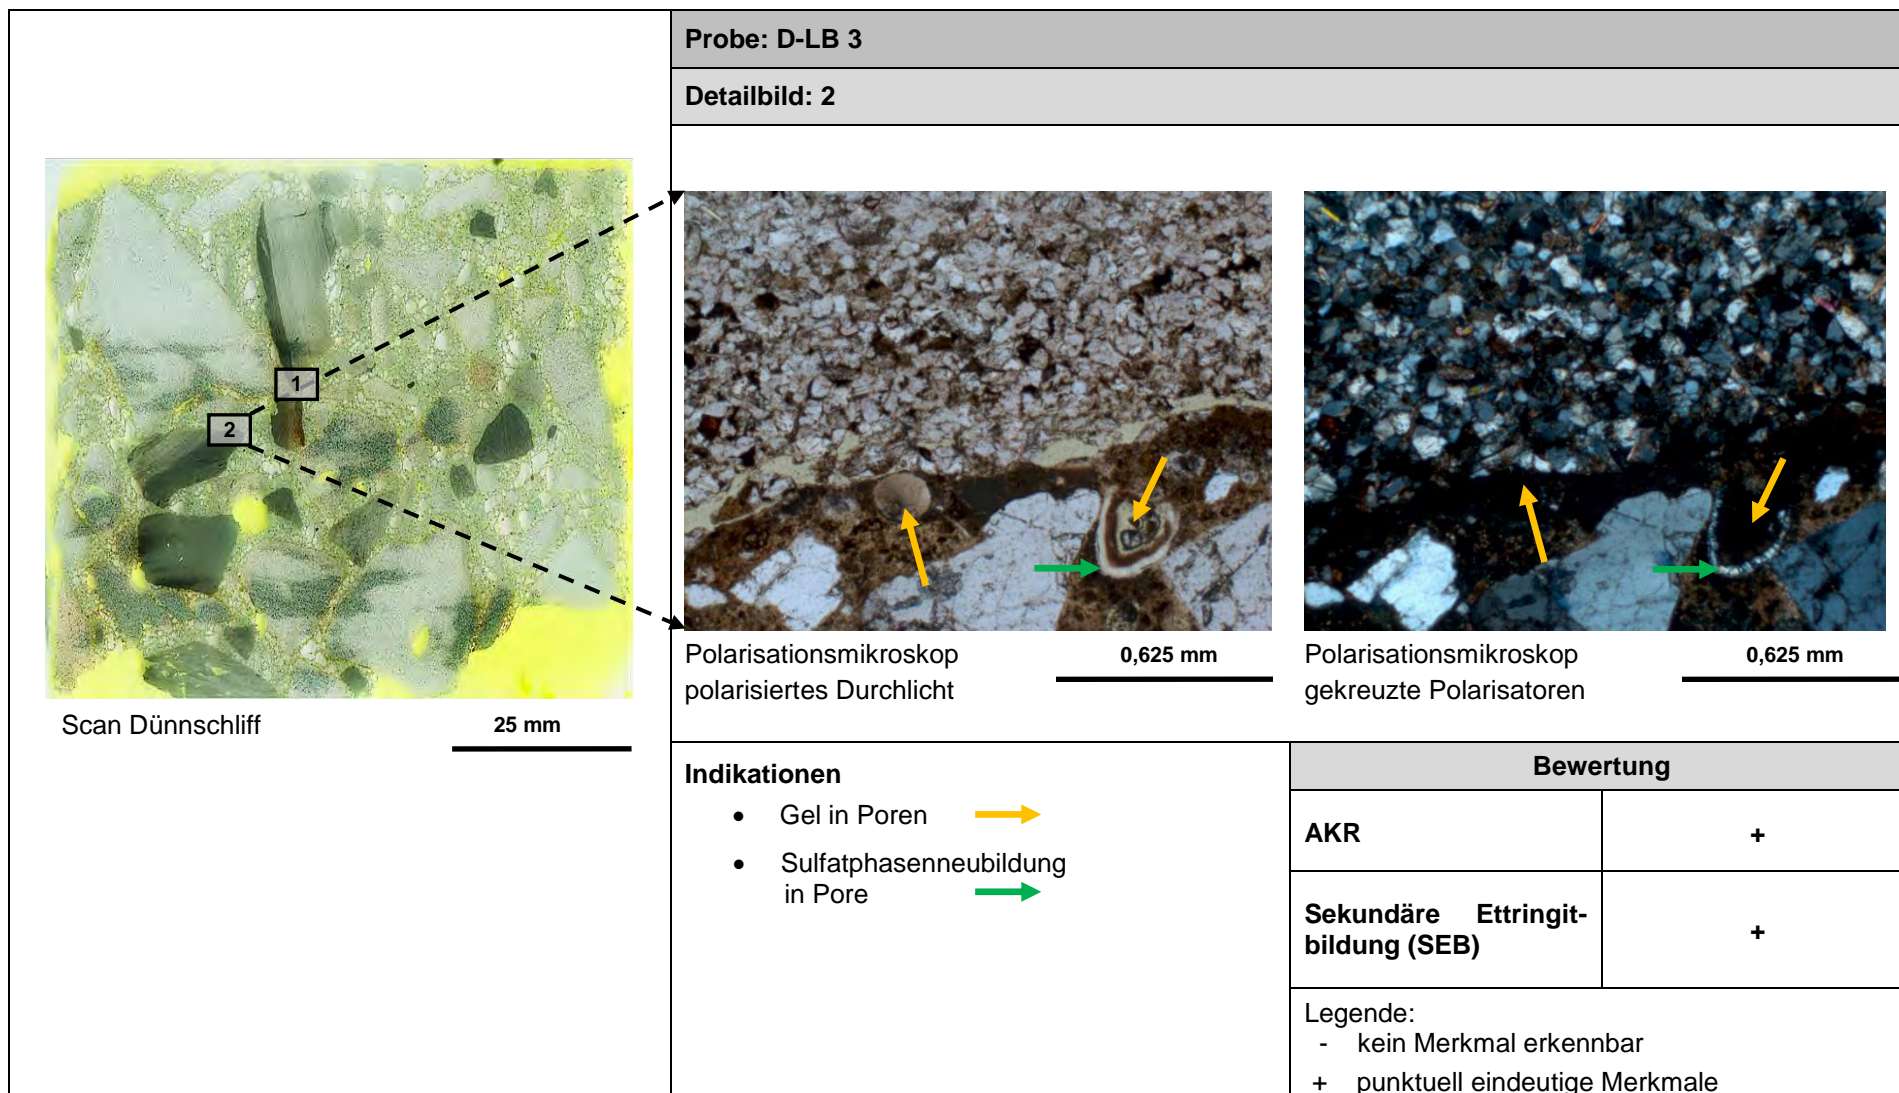 Probe: D-LB 3
Detailbild: 2
1
2
Scan Dünnschliff
25 mm
Polarisationsmikroskop
polarisiertes Durchlicht
0,625 mm
Polarisationsmikroskop
gekreuzte Polarisatoren
0,625 mm
Indikationen
• Gel in Poren
• Sulfatphasenneubildung
in Pore
Bewertung
AKR +
Sekundäre Ettringit-
bildung (SEB) +
Legende:
- kein Merkmal erkennbar
+ punktuell eindeutige Merkmale